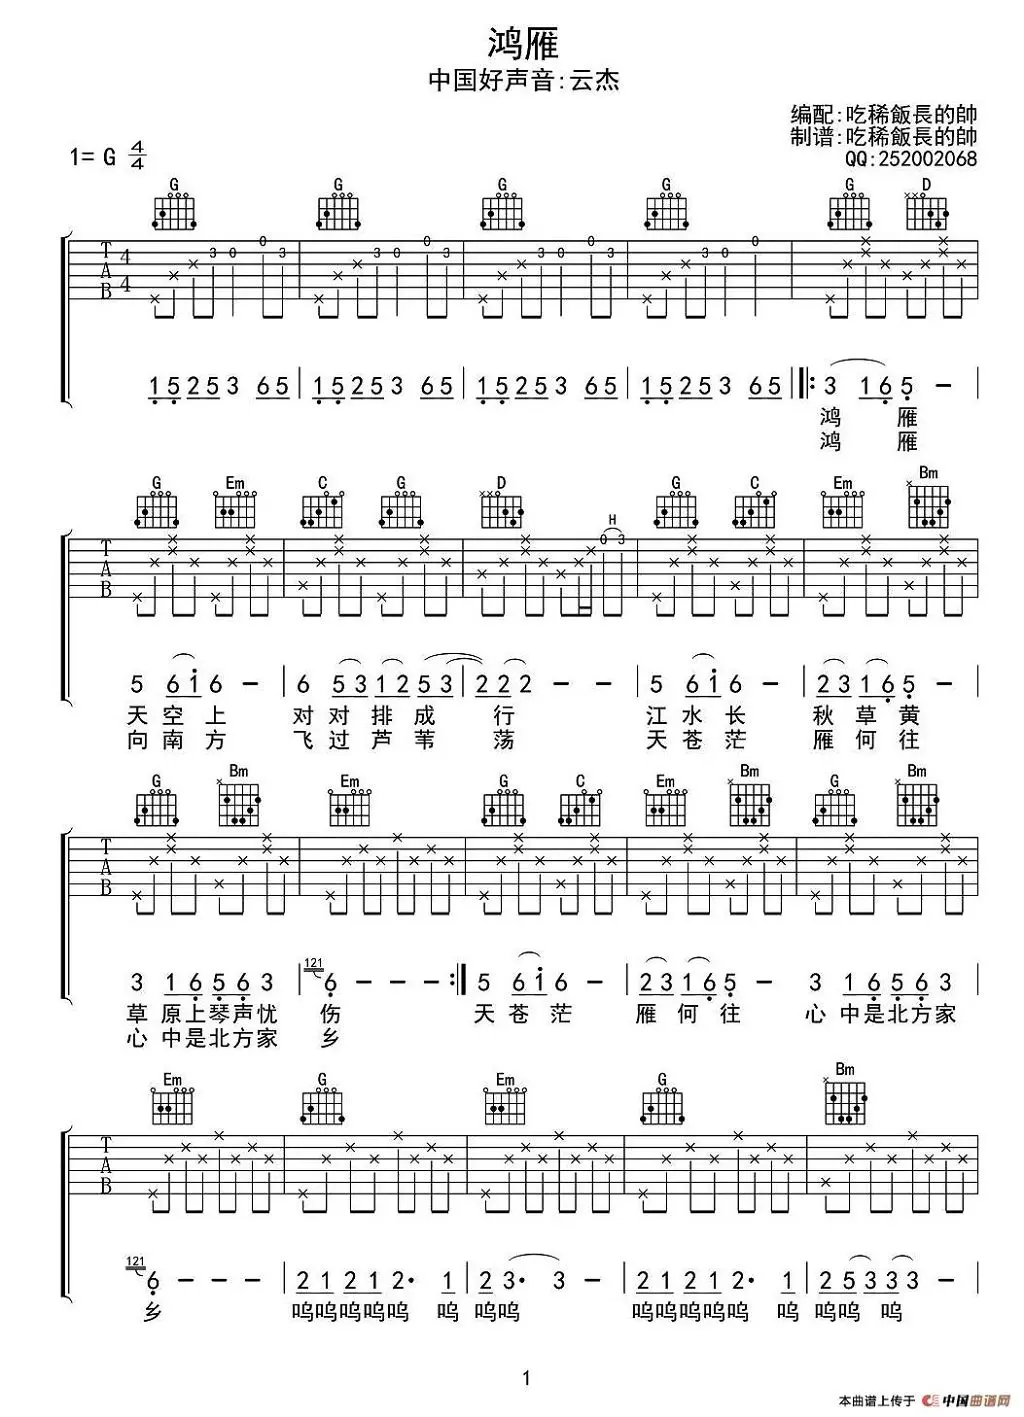 鸿雁
中国好声音:云杰
编配:吃稀飯長的帥
制谱:吃稀飯長的帥
QQ:252002068
1= G 4/4
G G G G G D
T A B 4 4 3 0 0 3 3 0 0 3 3 0 0 3 3 0 0
1 5 2 5 3 6 5 | 1 5 2 5 3 6 5 | 1 5 2 5 3 6 5 | 1 5 2 5 3 6 5 |: 3 1 6 5 － |
鸿 雁
鸿 雁
G Em C G D G C Em Bm
H
T A B 0 3
5 6 i 6 － | 6 5 3 1 2 5 3 | 2 2 2 － － | 5 6 i 6 － | 2 3 1 6 5 － |
天 空 上 对 对 排 成 行 江 水 长 秋 草 黄
向 南 方 飞 过 芦 苇 荡 天 苍 茫 雁 何 往
G Bm Em G C Em Bm G Bm
T A B
3 1 6 5 6 3 | 121 6 － － － :| 5 6 i 6 － | 2 3 1 6 5 － | 3 1 6 5 6 3
草 原 上 琴 声 忧 伤 天 苍 茫 雁 何 往 心 中 是 北 方 家
心 中 是 北 方 家 乡
Em G Em G Bm
T A B
121 6 － － － | 2 1 2 1 2· 1 | 2 3· 3 － | 2 1 2 1 2· 1 | 2 5 3 3 3 － |
乡 呜呜呜呜呜 呜 呜呜 呜呜呜呜呜 呜 呜呜 呜
1
本曲谱上传于 中国曲谱网